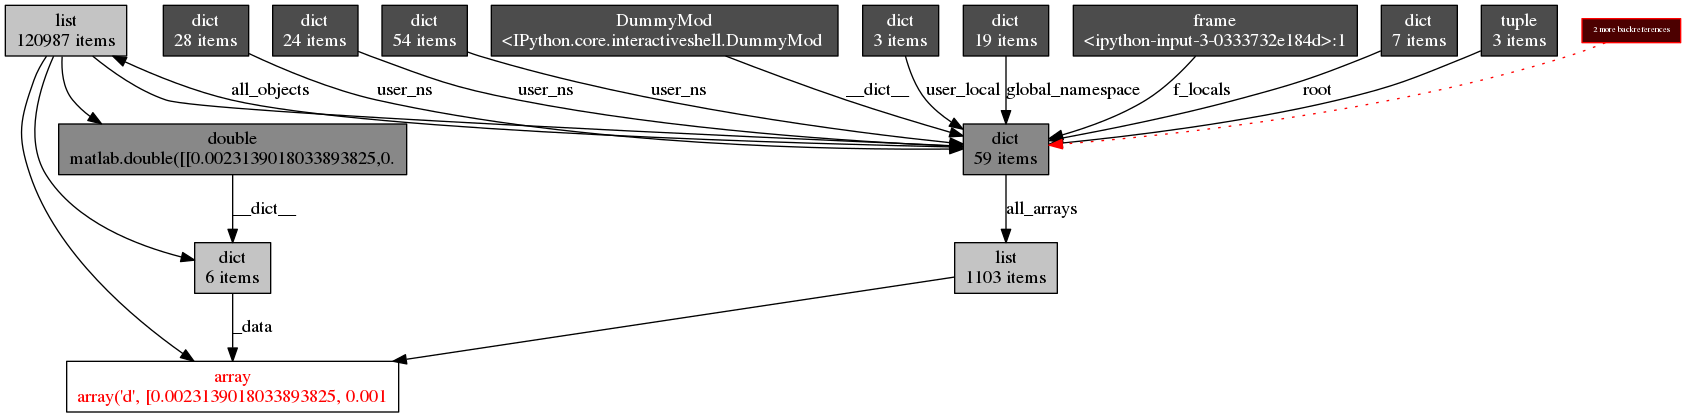 list
120987 items
dict
28 items
dict
24 items
dict
54 items
DummyMod
<IPython.core.interactiveshell.DummyMod
dict
3 items
dict
19 items
frame
<ipython-input-3-0333732e184d>:1
dict
7 items
tuple
3 items
2 more backreferences
all_objects
user_ns
user_ns
user_ns
__dict__
user_local
global_namespace
f_locals
root
double
matlab.double([[0.0023139018033893825,0.
dict
59 items
__dict__
all_arrays
dict
6 items
list
1103 items
_data
array
array('d', [0.0023139018033893825, 0.001